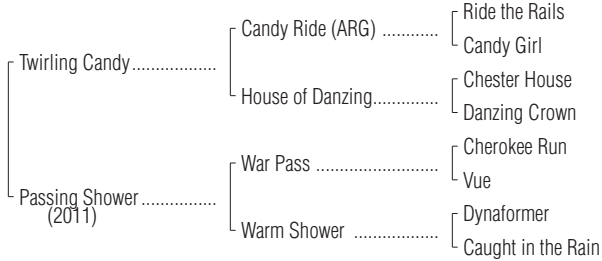 Ride the Rails
Candy Ride (ARG) ............
Candy Girl
Twirling Candy..................
Chester House
House of Danzing..............
Danzing Crown
Cherokee Run
War Pass ..........................
Vue
Passing Shower................
(2011)
Dynaformer
Warm Shower ..................
Caught in the Rain